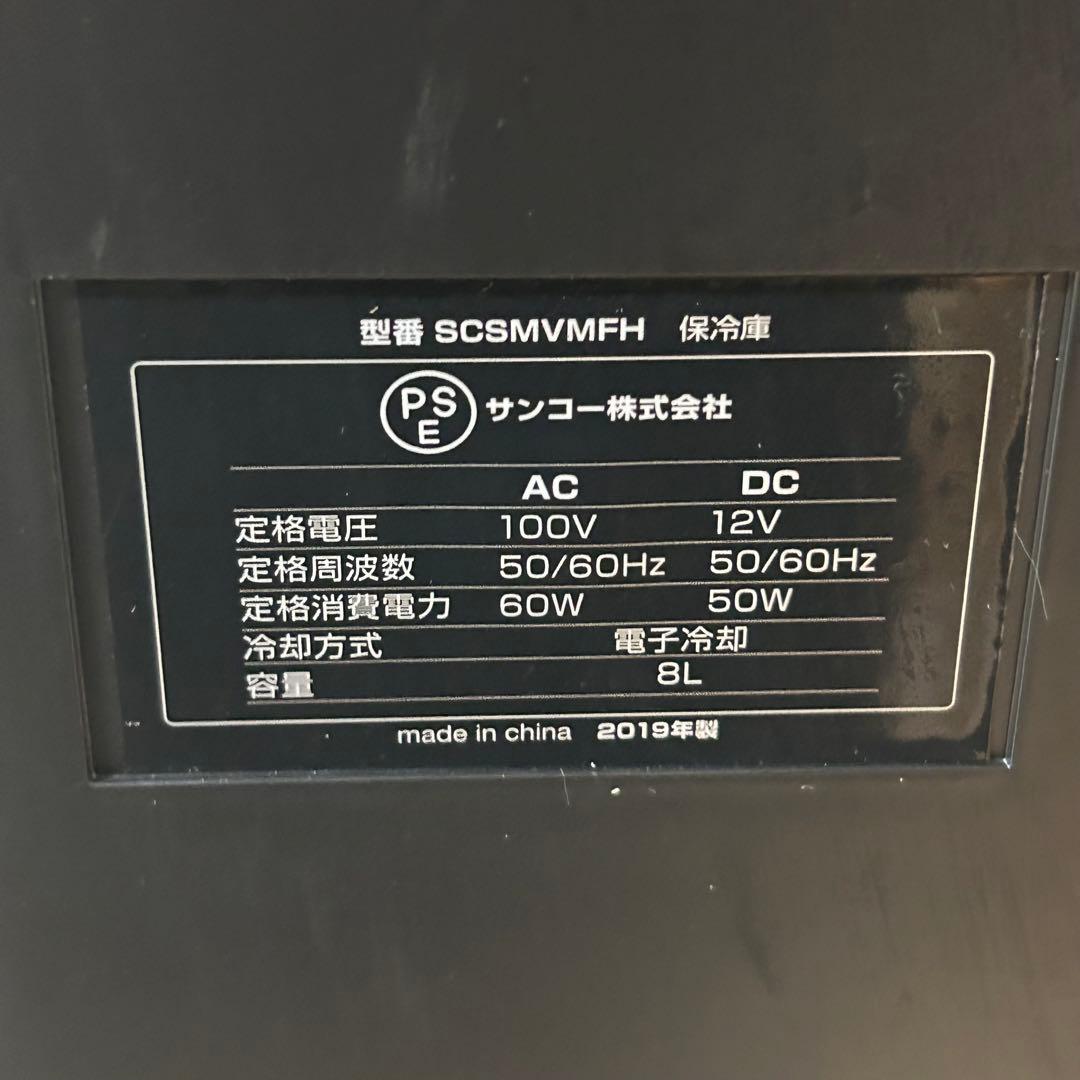 型番 SCSMVMFH 保冷庫
PS
E
サンコー株式会社
AC DC
定格電圧 100V 12V
定格周波数 50/60Hz 50/60Hz
定格消費電力 60W 50W
冷却方式 電子冷却
容量 8L
made in china 2019年製